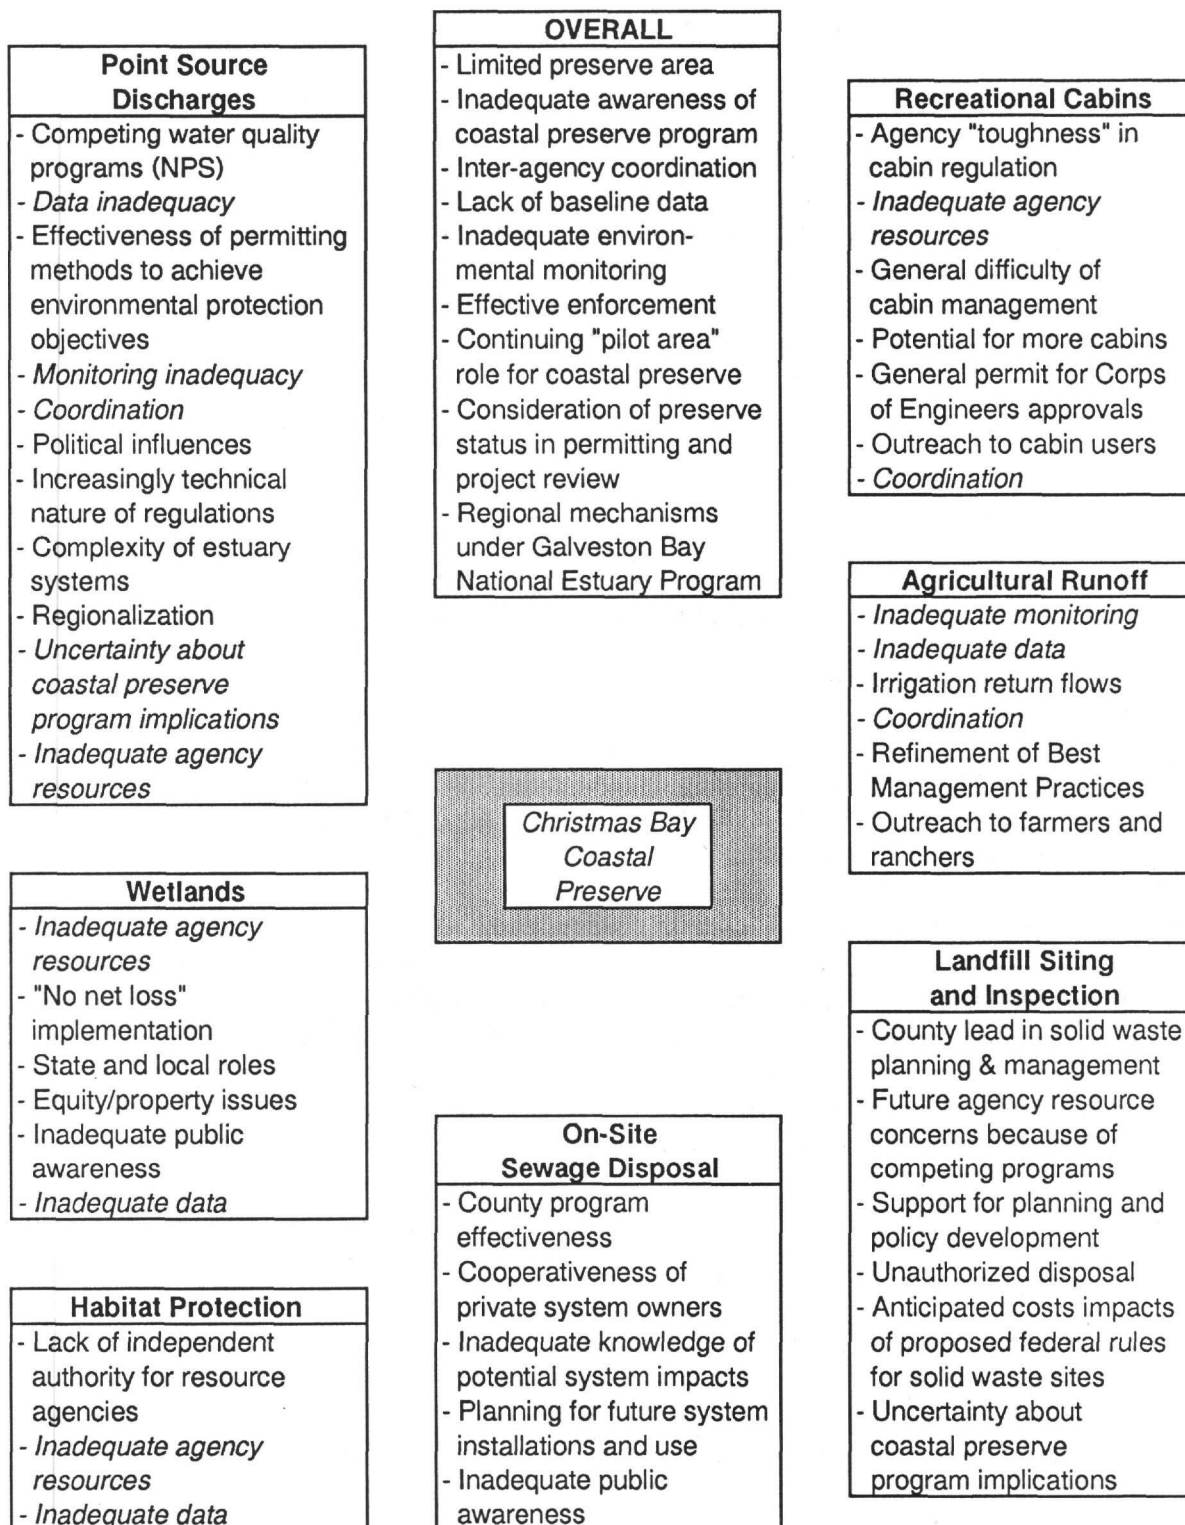 Point Source
Discharges
- Competing water quality
programs (NPS)
- Data inadequacy
- Effectiveness of permitting
methods to achieve
environmental protection
objectives
- Monitoring inadequacy
- Coordination
- Political influences
- Increasingly technical
nature of regulations
- Complexity of estuary
systems
- Regionalization
- Uncertainty about
coastal preserve
program implications
- Inadequate agency
resources
Wetlands
- Inadequate agency
resources
- "No net loss"
implementation
- State and local roles
- Equity/property issues
- Inadequate public
awareness
- Inadequate data
Habitat Protection
- Lack of independent
authority for resource
agencies
- Inadequate agency
resources
- Inadequate data
OVERALL
- Limited preserve area
- Inadequate awareness of
coastal preserve program
- Inter-agency coordination
- Lack of baseline data
- Inadequate environ-
mental monitoring
- Effective enforcement
- Continuing "pilot area"
role for coastal preserve
- Consideration of preserve
status in permitting and
project review
- Regional mechanisms
under Galveston Bay
National Estuary Program
Christmas Bay
Coastal
Preserve
On-Site
Sewage Disposal
- County program
effectiveness
- Cooperativeness of
private system owners
- Inadequate knowledge of
potential system impacts
- Planning for future system
installations and use
- Inadequate public
awareness
Recreational Cabins
- Agency "toughness" in
cabin regulation
- Inadequate agency
resources
- General difficulty of
cabin management
- Potential for more cabins
- General permit for Corps
of Engineers approvals
- Outreach to cabin users
- Coordination
Agricultural Runoff
- Inadequate monitoring
- Inadequate data
- Irrigation return flows
- Coordination
- Refinement of Best
Management Practices
- Outreach to farmers and
ranchers
Landfill Siting
and Inspection
- County lead in solid waste
planning & management
- Future agency resource
concerns because of
competing programs
- Support for planning and
policy development
- Unauthorized disposal
- Anticipated costs impacts
of proposed federal rules
for solid waste sites
- Uncertainty about
coastal preserve
program implications